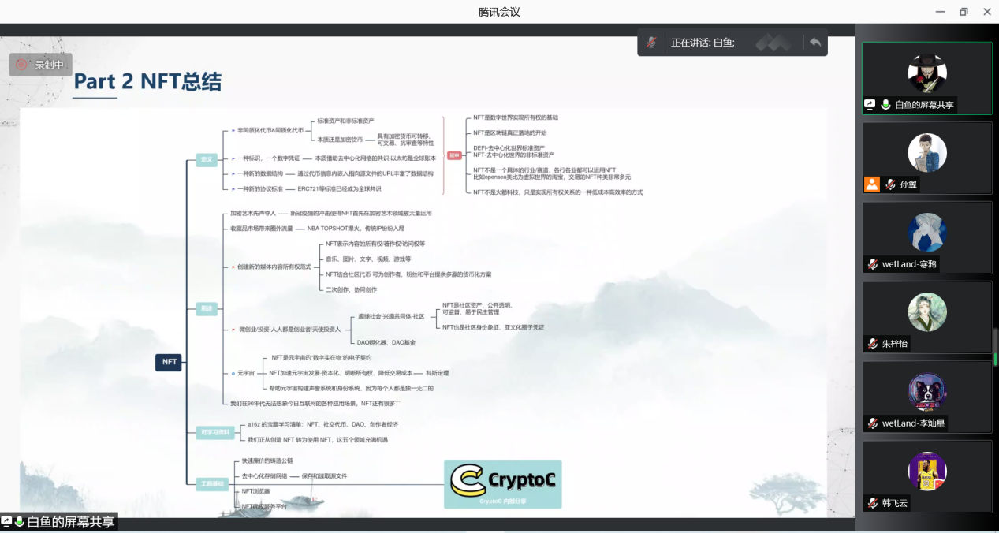 腾讯会议
正在讲话: 白鱼;
录制中
Part 2 NFT总结
NFT
定义
非同质化代币&同质化代币
标准资产和非标准资产
本质还是加密货币
具有加密货币可转移、
可交易、抗审查等特性
一种标识，一个数字凭证
本质借助去中心化网络的共识-以太坊是全球账本
一种新的数据结构
通过代币信息内嵌入指向源文件的URL丰富了数据结构
一种新的协议标准
ERC721等标准已经成为全球共识
NFT是数字世界实现所有权的基础
NFT是区块链真正落地的开始
DEFI-去中心化世界标准资产
NFT-去中心化世界的非标准资产
NFT不是一个具体的行业/赛道，各行各业都可以运用NFT
比如opensea类比为虚拟世界的淘宝，交易的NFT种类非常多元
NFT不是火箭科技，只是实现所有权关系的一种低成本高效率的方式
用途
加密艺术先声夺人
新冠疫情的冲击使得NFT首先在加密艺术领域被大量运用
收藏品市场带来圈外流量
NBA TOPSHOT爆火，传统IP纷纷入局
创建新的媒体内容所有权范式
NFT表示内容的所有权/著作权/访问权等
音乐、图片、文字、视频、游戏等
NFT结合社区代币 可为创作者、粉丝和平台提供多赢的货币化方案
二次创作、协同创作
微创业/投资-人人都是创业者/天使投资人
趣缘社会-兴趣共同体-社区
NFT是社区资产，公开透明、
可监督，易于民主管理
NFT也是社区身份象征，亚文化圈子凭证
DAO孵化器、DAO基金
元宇宙
NFT是元宇宙的"数字实在物"的电子契约
NFT加速元宇宙发展-资本化、明晰所有权、降低交易成本
科斯定理
帮助元宇宙构建声誉系统和身份系统，因为每个人都是独一无二的
我们在90年代无法想象今日互联网的各种应用场景，NFT还有很多
可学习资料
a16z 的宝藏学习清单：NFT、社交代币、DAO、创作者经济
我们正从创造 NFT 转为使用 NFT，这五个领域充满机遇
工具基础
快速廉价的铸造公链
去中心化存储网络
保存和读取源文件
NFT浏览器
NFT确权服务平台
CryptoC
CryptoC 内部分享
白鱼的屏幕共享
白鱼的屏幕共享
孙翼
wetLand-寒鸦
朱梓怡
wetLand-李灿星
韩飞云